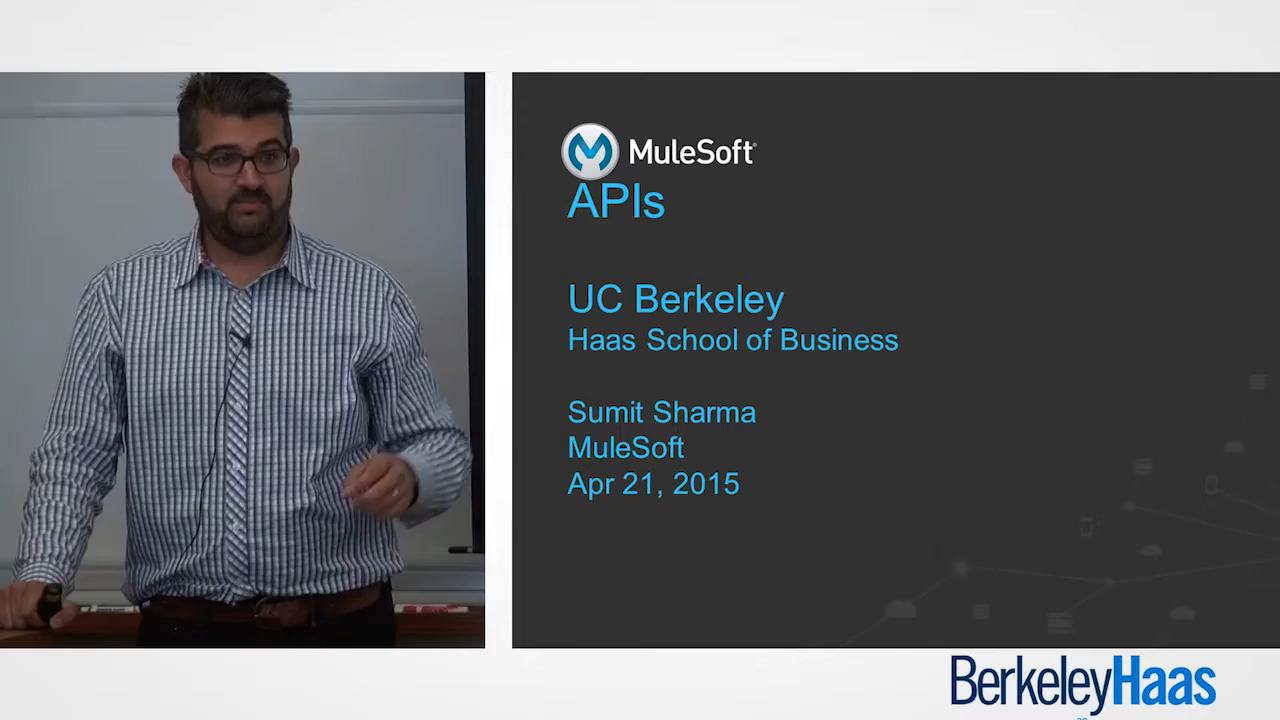 MuleSoft
APIs
UC Berkeley
Haas School of Business
Sumit Sharma
MuleSoft
Apr 21, 2015
BerkeleyHaas